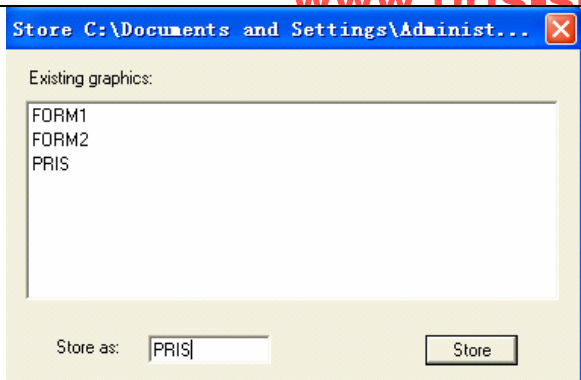 Store C:\Documents and Settings\Administ...
Existing graphics:
FORM1
FORM2
PRIS
Store as: PRIS Store